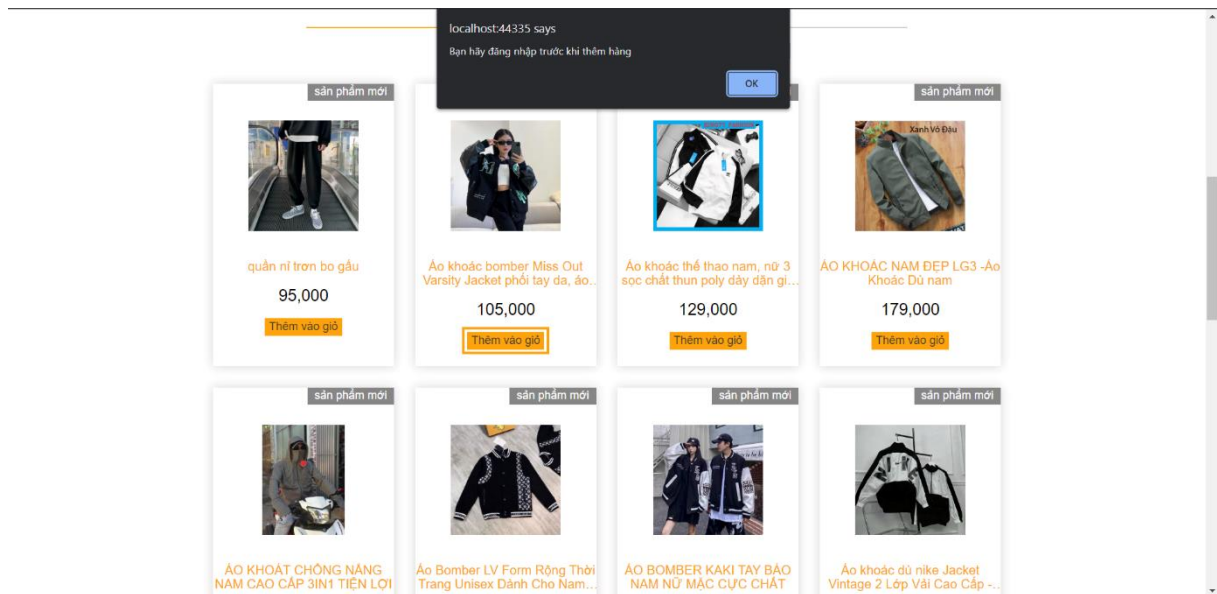 localhost:44335 says
Bạn hãy đăng nhập trước khi thêm hàng
OK
sản phẩm mới
sản phẩm mới
Xanh Vỏ Đậu
quần nỉ trơn bo gấu
95,000
Thêm vào giỏ
Áo khoác bomber Miss Out
Varsity Jacket phối tay da, áo..
105,000
Thêm vào giỏ
Áo khoác thể thao nam, nữ 3
sọc chất thun poly dày dặn gi...
129,000
Thêm vào giỏ
ÁO KHOÁC NAM ĐẸP LG3 -Áo
Khoác Dù nam
179,000
Thêm vào giỏ
sản phẩm mới
sản phẩm mới
sản phẩm mới
sản phẩm mới
ÁO KHOÁT CHỐNG NẮNG
NAM CAO CẤP 3IN1 TIỆN LỢI
Áo Bomber LV Form Rộng Thời
Trang Unisex Dành Cho Nam...
ÁO BOMBER KAKI TAY BÁO
NAM NỮ MẶC CỰC CHẤT
Áo khoác dù nike Jacket
Vintage 2 Lớp Vải Cao Cấp -..